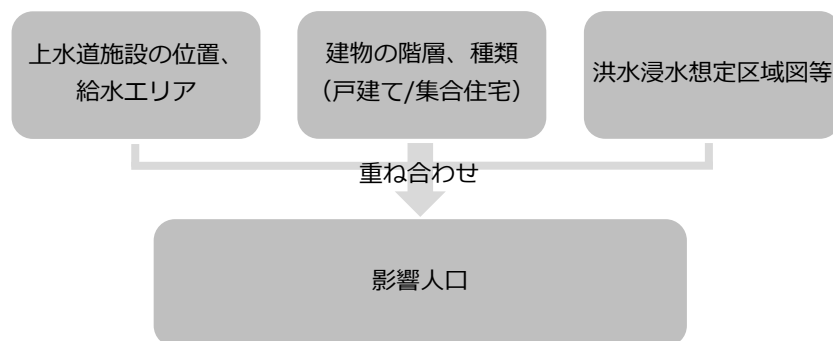 上水道施設の位置、
給水エリア
建物の階層、種類
（戸建て/集合住宅）
洪水浸水想定区域図等
重ね合わせ
影響人口